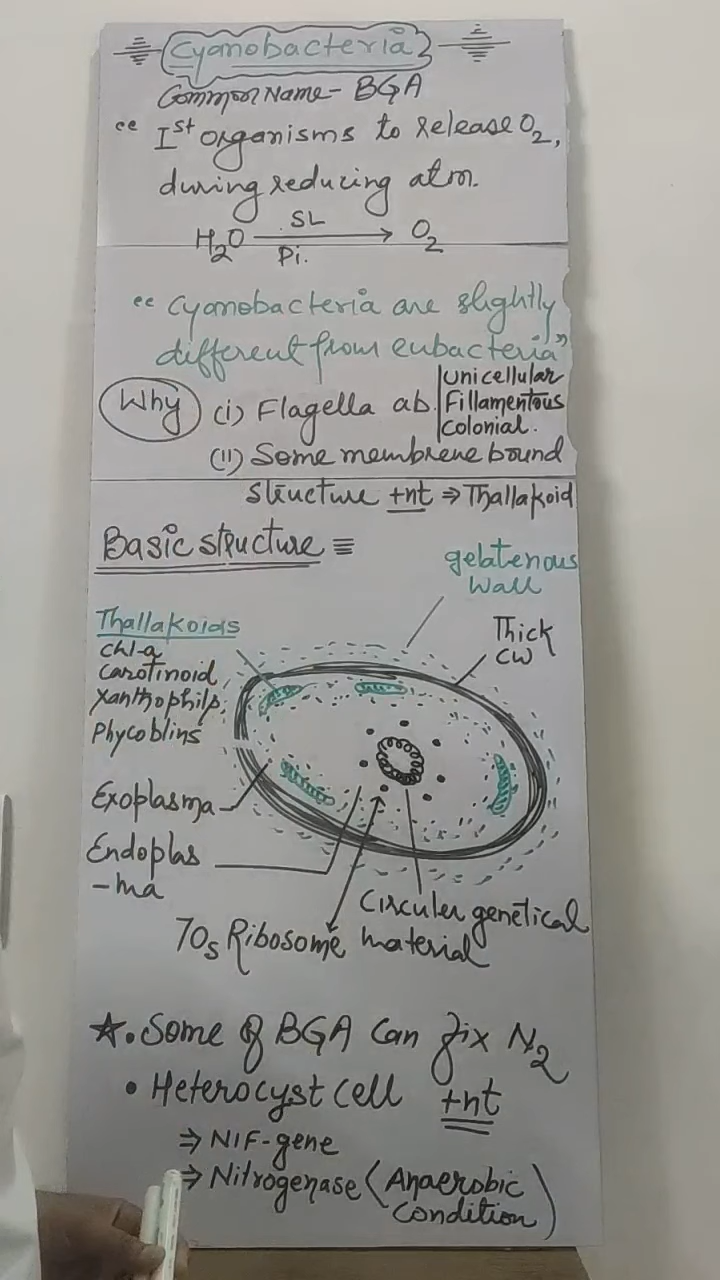 Cyanobacteria
Common Name - BGA
“ Ist organisms to release O2,
during reducing atm.
H2O SL Pi. → O2
“ Cyanobacteria are slightly
different from eubacteria”
Why (i) Flagella ab. Unicellular
Fillamentous
Colonial.
(ii) Some membrene bound
structure +nt ⇒ Thallakoid
Basic structure ≡
gelatenous
wall
Thallakoids
chl-a
carotinoid,
Xanthophilp,
Phycoblins
Thick
CW
Exoplasma
Endoplas
-ma
70s Ribosome
Circular genetical
material
☆. Some of BGA Can fix N2
• Heterocyst cell +nt
⇒ NIF-gene
⇒ Nitrogenase (Anaerobic
Condition)